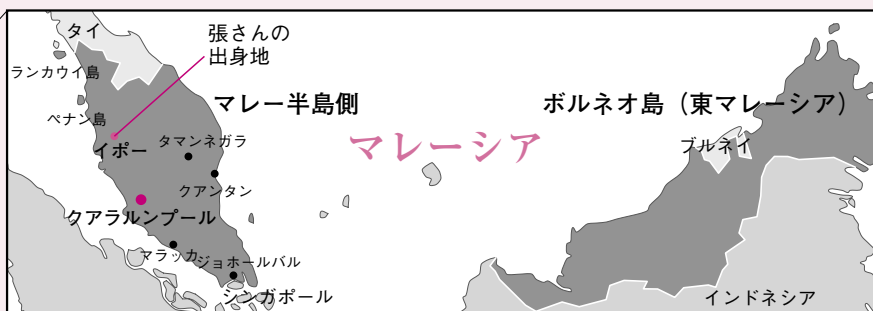 タイ
張さんの
出身地
ランカウイ島
マレー半島側
ボルネオ島（東マレーシア）
ペナン島
マレーシア
タマンネガラ
ブルネイ
イポー
クアンタン
クアラルンプール
マラッカ
ジョホールバル
シンガポール
インドネシア